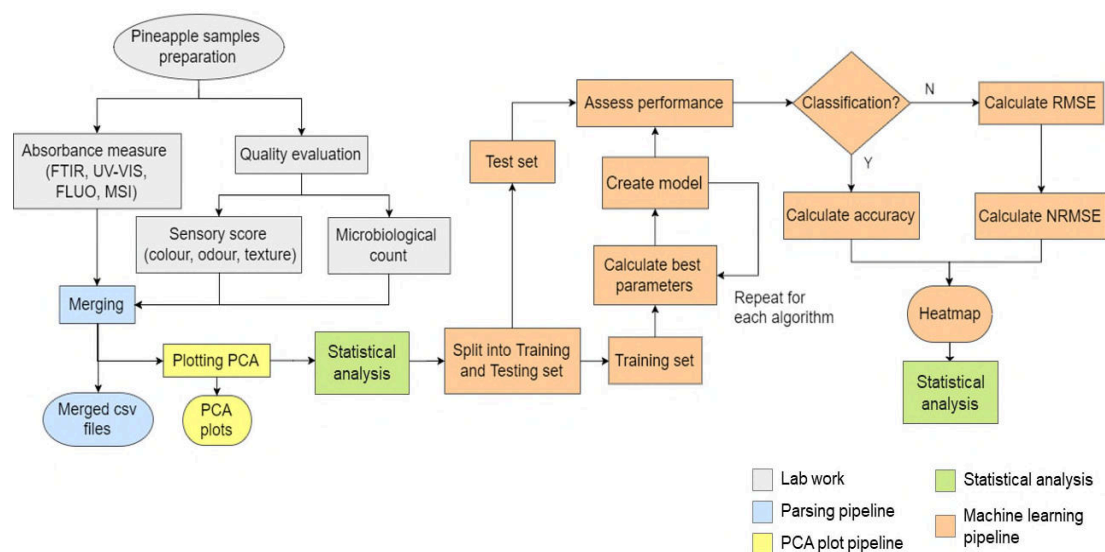 Pineapple samples
preparation
Absorbance measure
(FTIR, UV-VIS,
FLUO, MSI)
Quality evaluation
Sensory score
(colour, odour, texture)
Microbiological
count
Merging
Merged csv
files
Plotting PCA
PCA
plots
Statistical
analysis
Split into Training
and Testing set
Test set
Training set
Calculate best
parameters
Create model
Repeat for
each algorithm
Assess performance
Classification?
N
Y
Calculate RMSE
Calculate accuracy
Calculate NRMSE
Heatmap
Statistical
analysis
Lab work
Parsing pipeline
PCA plot pipeline
Statistical analysis
Machine learning
pipeline